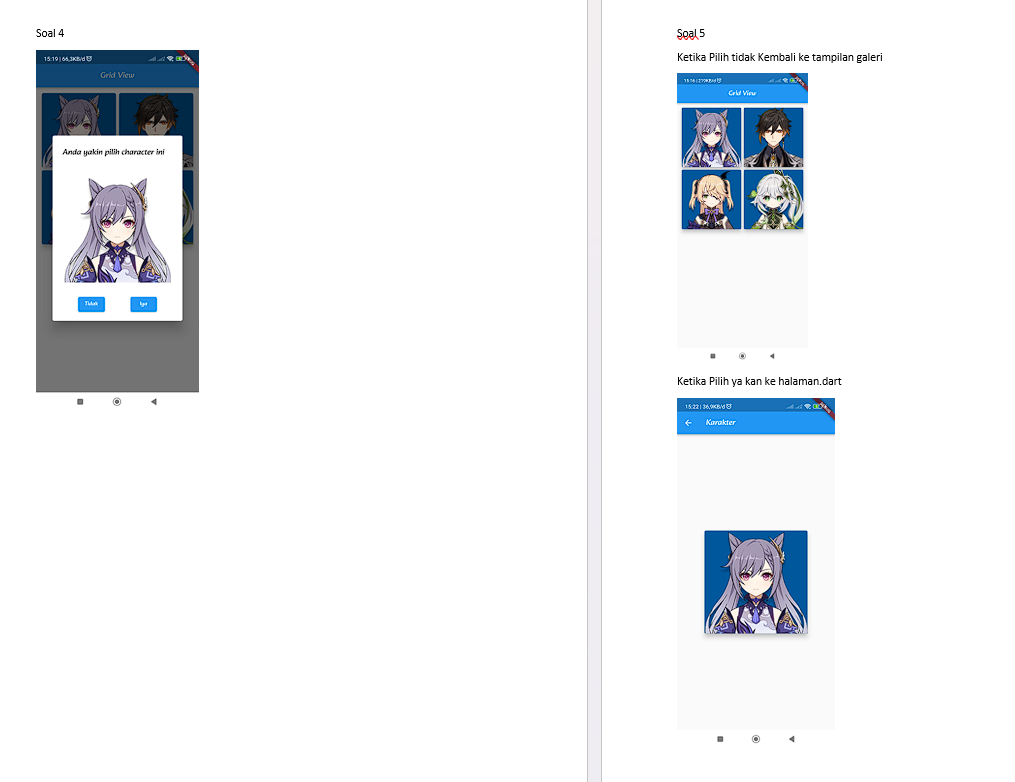 Soal 4
15:19 | 66,3KB/d
Grid View
Anda yakin pilih character ini
Tidak
Iya
Soal 5
Ketika Pilih tidak Kembali ke tampilan galeri
15:16 | 219KB/d
Grid View
Ketika Pilih ya kan ke halaman.dart
15:22 | 36,9KB/d
Karakter